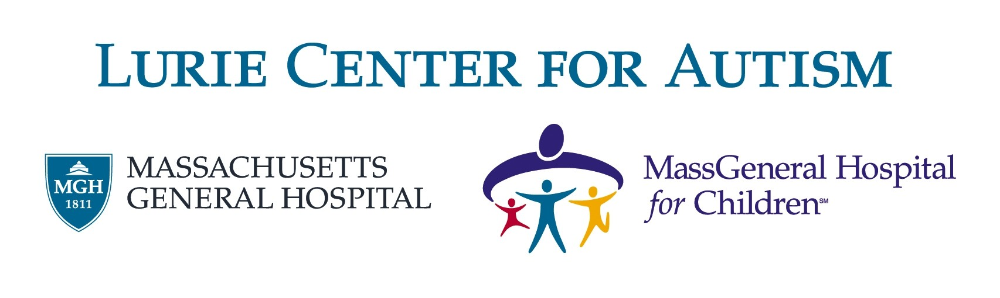 LURIE CENTER FOR AUTISM
MGH
1811
MASSACHUSETTS
GENERAL HOSPITAL
MassGeneral Hospital
for Children℠